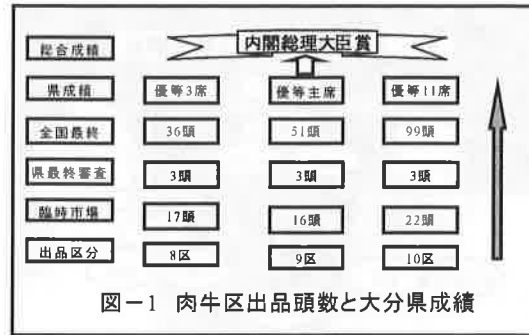 総合成績 内閣総理大臣賞
県成績 優等3席 優等主席 優等11席
全国最終 36頭 51頭 99頭
県最終審査 3頭 3頭 3頭
臨時市場 17頭 16頭 22頭
出品区分 8区 9区 10区
図－1 肉牛区出品頭数と大分県成績